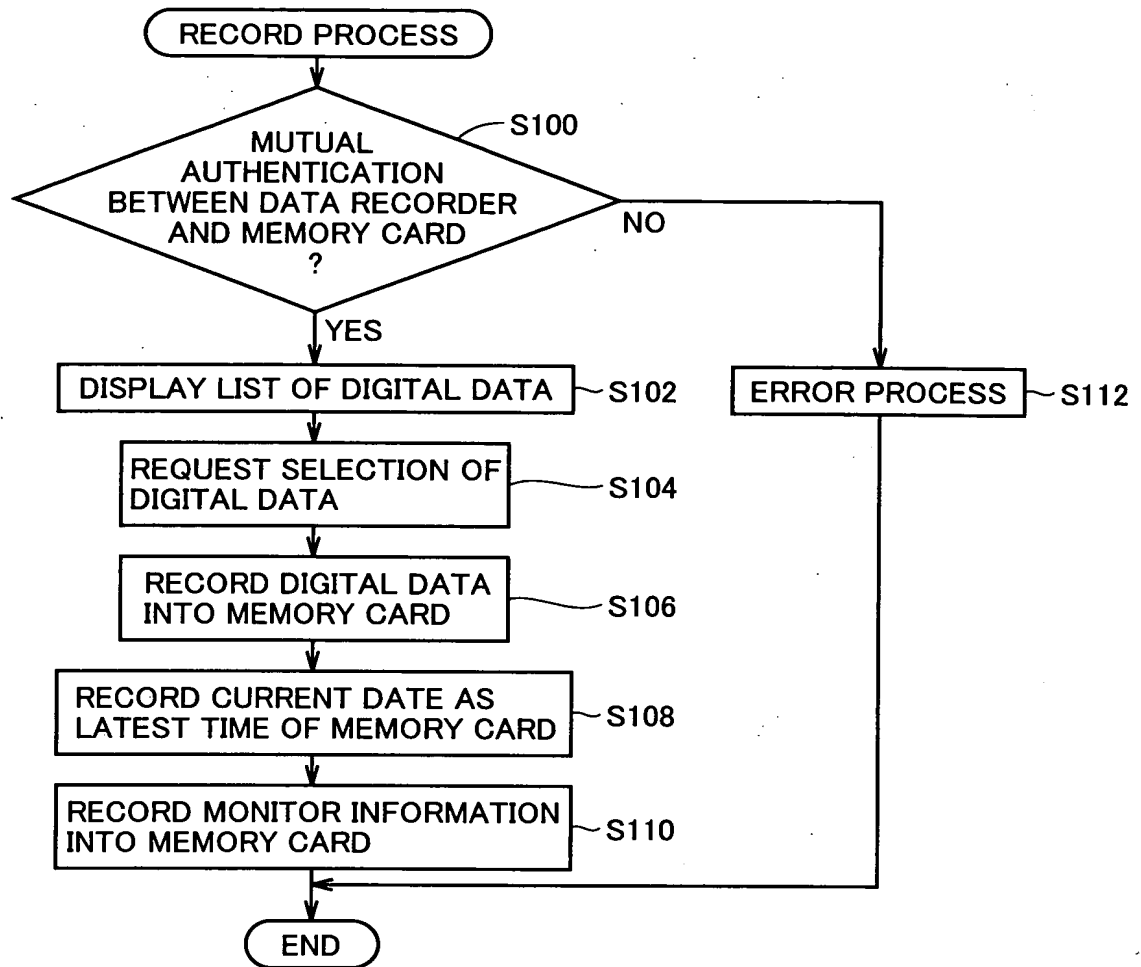 RECORD PROCESS
S100
MUTUAL
AUTHENTICATION
BETWEEN DATA RECORDER
AND MEMORY CARD
?
NO
YES
DISPLAY LIST OF DIGITAL DATA
S102
ERROR PROCESS
S112
REQUEST SELECTION OF
DIGITAL DATA
S104
RECORD DIGITAL DATA
INTO MEMORY CARD
S106
RECORD CURRENT DATE AS
LATEST TIME OF MEMORY CARD
S108
RECORD MONITOR INFORMATION
INTO MEMORY CARD
S110
END